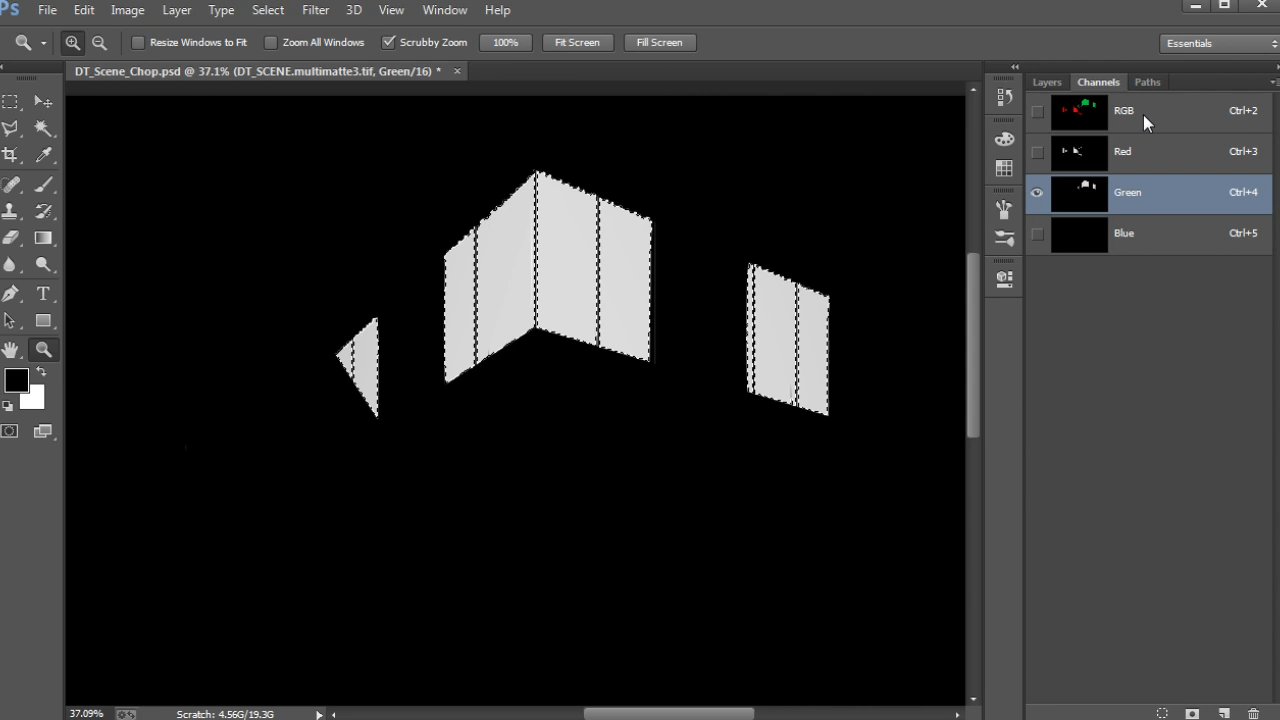 Ps File Edit Image Layer Type Select Filter 3D View Window Help
Resize Windows to Fit Zoom All Windows Scrubby Zoom 100% Fit Screen Fill Screen Essentials
DT_Scene_Chop.psd @ 37.1% (DT_SCENE.multimatte3.tif, Green/16) * ×
Layers Channels Paths
RGB Ctrl+2
Red Ctrl+3
Green Ctrl+4
Blue Ctrl+5
T
37.09% Scratch: 4.56G/19.3G